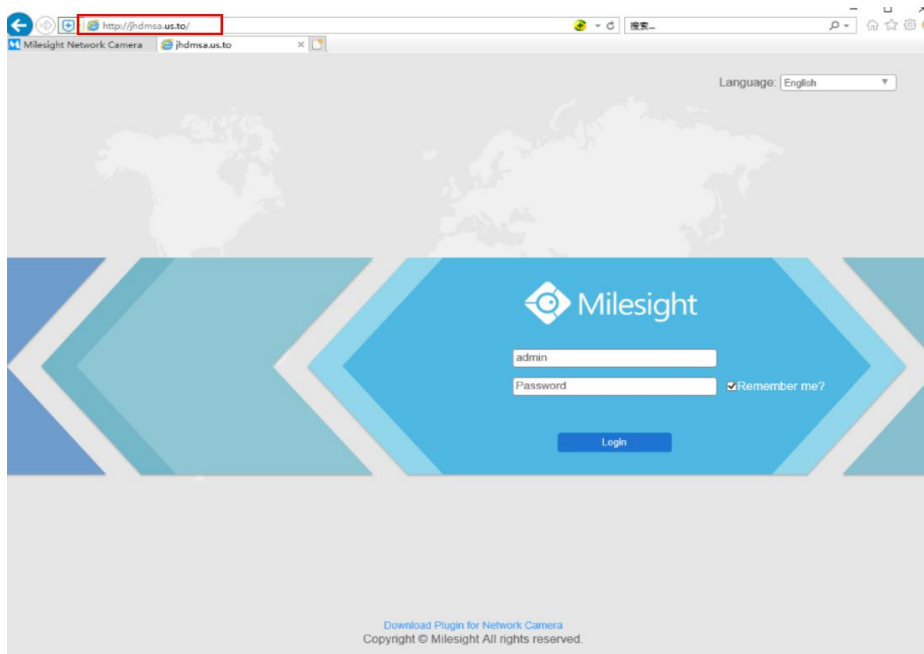 http://jhdmsa.us.to/
搜索...
Milesight Network Camera
jhdmsa.us.to
Language: English
Milesight
admin
Password
Remember me?
Login
Download Plugin for Network Camera
Copyright © Milesight All rights reserved.